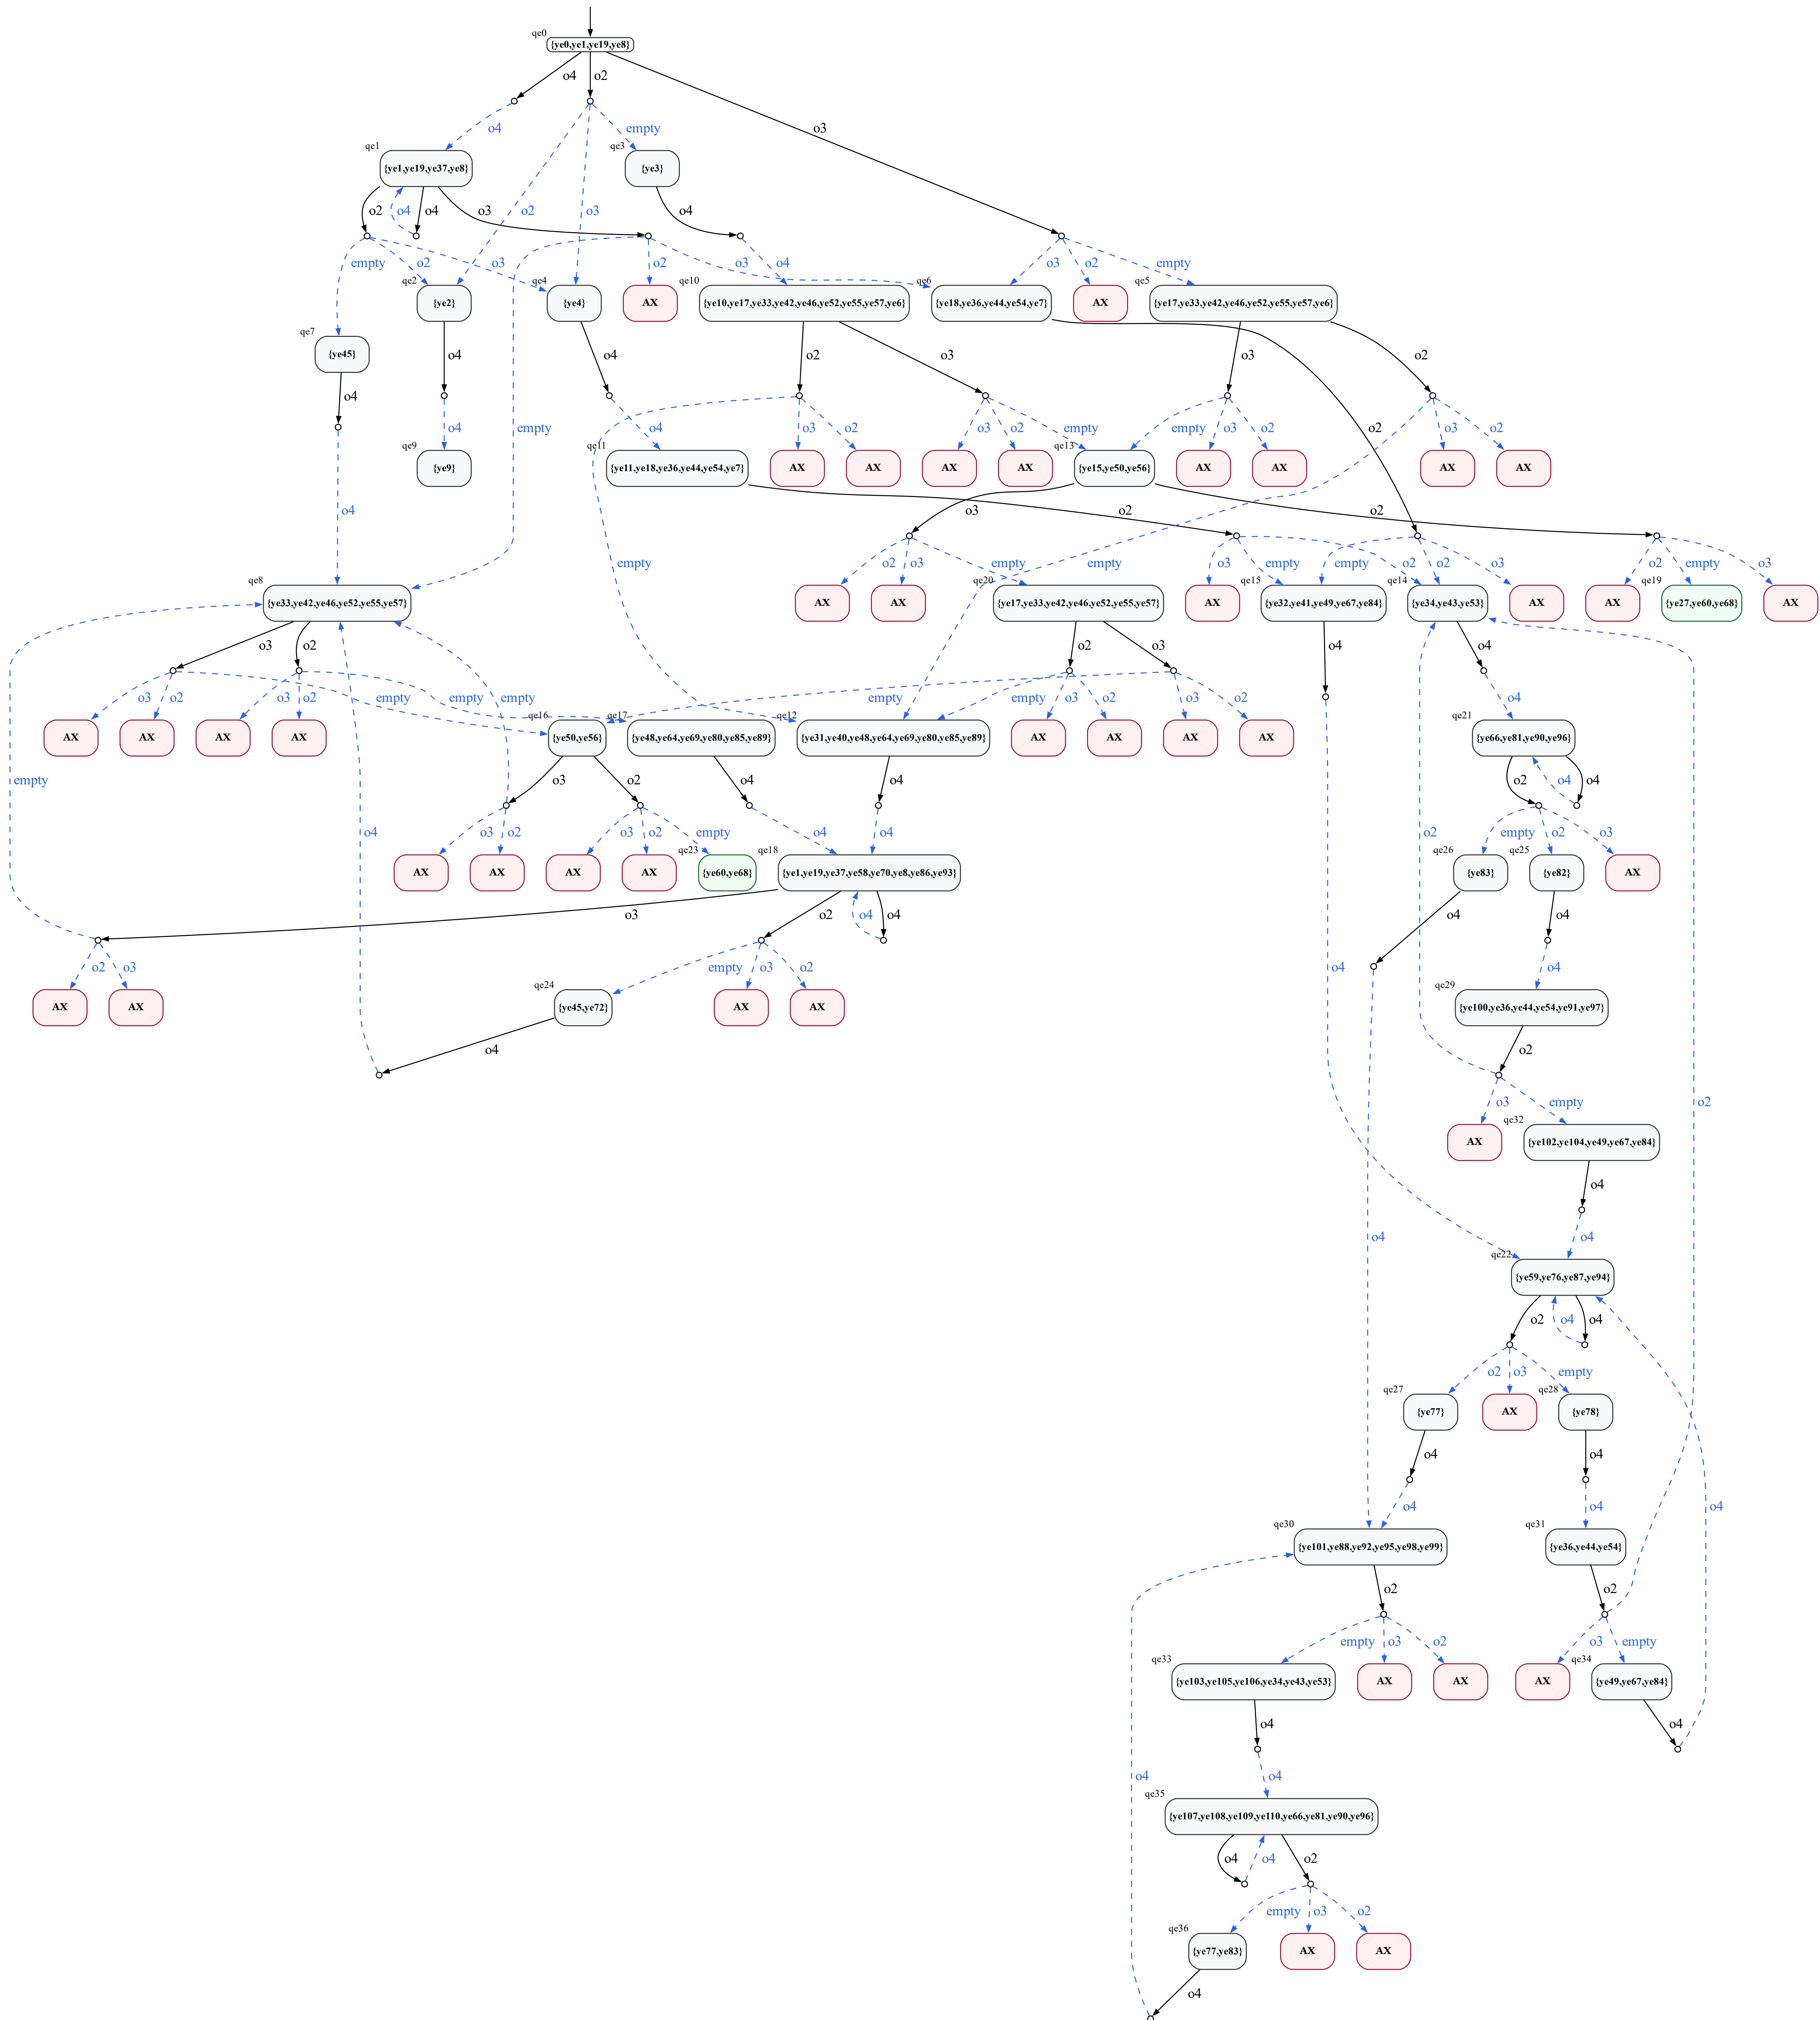 qe0
{ye0,ye1,ye19,ye8}
o4
o2
o3
o4
empty
qe1
{ye1,ye19,ye37,ye8}
qe3
{ye3}
o2
o4
o4
o3
o2
o3
o4
empty
o2
o3
o2
o3
o4
o3
o2
empty
qe2
{ye2}
qe4
{ye4}
AX
qe10
{ye10,ye17,ye33,ye42,ye46,ye52,ye55,ye57,ye6}
qe6
{ye18,ye36,ye44,ye54,ye7}
AX
qe5
{ye17,ye33,ye42,ye46,ye52,ye55,ye57,ye6}
qe7
{ye45}
o4
o4
o2
o3
o3
o2
o4
o4
empty
o4
o3
o2
o3
o2
empty
empty
o3
o2
o2
o3
o2
qe9
{ye9}
qe11
{ye11,ye18,ye36,ye44,ye54,ye7}
AX
AX
AX
AX
qe13
{ye15,ye50,ye56}
AX
AX
AX
AX
o4
o3
o2
o2
empty
o2
o3
empty
empty
o3
empty
o2
empty
o2
o3
o2
empty
o3
qe8
{ye33,ye42,ye46,ye52,ye55,ye57}
AX
AX
qe20
{ye17,ye33,ye42,ye46,ye52,ye55,ye57}
AX
qe15
{ye32,ye41,ye49,ye67,ye84}
qe14
{ye34,ye43,ye53}
AX
AX
qe19
{ye27,ye60,ye68}
AX
o3
o2
o2
o3
o4
o4
o3
o2
o3
o2
empty
empty
empty
empty
empty
o3
o2
o3
o2
o4
AX
AX
AX
AX
qe16
{ye50,ye56}
qe17
{ye48,ye64,ye69,ye80,ye85,ye89}
qe12
{ye31,ye40,ye48,ye64,ye69,ye80,ye85,ye89}
AX
AX
AX
AX
qe21
{ye66,ye81,ye90,ye96}
empty
o3
o2
o4
o4
o2
o4
o4
o4
o3
o2
o3
o2
empty
o4
o4
o2
empty
o2
o3
AX
AX
AX
AX
qe23
{ye60,ye68}
qe18
{ye1,ye19,ye37,ye58,ye70,ye8,ye86,ye93}
qe26
{ye83}
qe25
{ye82}
AX
o3
o2
o4
o4
o4
o4
o2
o3
empty
o3
o2
o4
o4
AX
AX
qe24
{ye45,ye72}
AX
AX
qe29
{ye100,ye36,ye44,ye54,ye91,ye97}
o4
o2
o3
empty
o2
AX
qe32
{ye102,ye104,ye49,ye67,ye84}
o4
o4
o4
qe22
{ye59,ye76,ye87,ye94}
o2
o4
o4
o2
o3
empty
qe27
{ye77}
AX
qe28
{ye78}
o4
o4
o4
o4
o4
qe30
{ye101,ye88,ye92,ye95,ye98,ye99}
qe31
{ye36,ye44,ye54}
o2
o2
empty
o3
o2
o3
empty
qe33
{ye103,ye105,ye106,ye34,ye43,ye53}
AX
AX
AX
qe34
{ye49,ye67,ye84}
o4
o4
o4
o4
qe35
{ye107,ye108,ye109,ye110,ye66,ye81,ye90,ye96}
o4
o4
o2
empty
o3
o2
qe36
{ye77,ye83}
AX
AX
o4